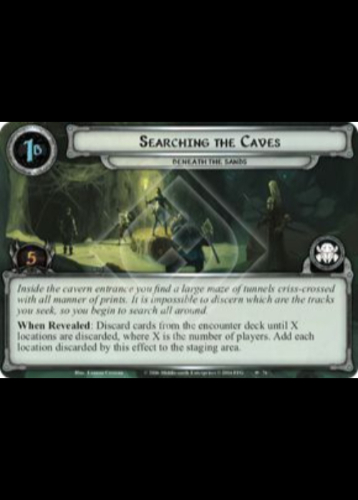 1B
SEARCHING THE CAVES
BENEATH THE SANDS
5
Inside the cavern entrance you find a large maze of tunnels criss-crossed
with all manner of prints. It is impossible to discern which are the tracks
you seek, so you begin to search all around.
When Revealed: Discard cards from the encounter deck until X
locations are discarded, where X is the number of players. Add each
location discarded by this effect to the staging area.